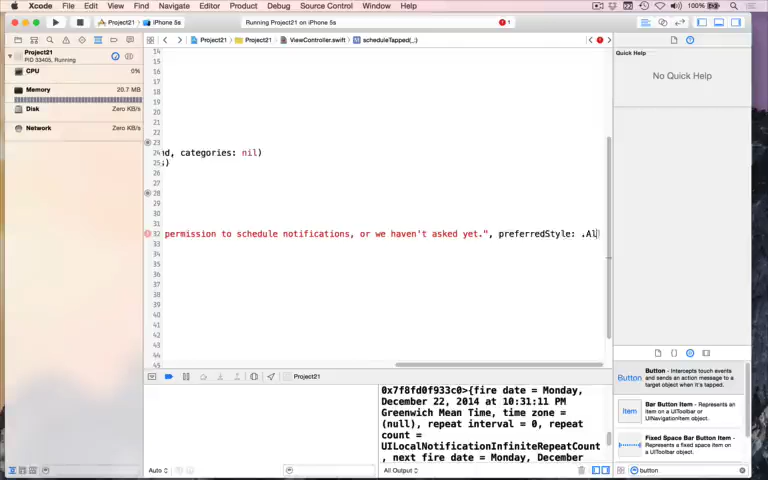 Xcode File Edit View Find Navigate Editor Product Debug Source Control Window Help 100%
Project21 iPhone 5s Running Project21 on iPhone 5s 1
Project21 Project21 ViewController.swift scheduleTapped(_:)
Project21
PID 33405, Running
CPU 0%
Memory 20.7 MB
Disk Zero KB/s
Network Zero KB/s
14
15
16
17
18
19
20
21
22
23
24 nd, categories: nil)
25 s)
26
27
28
29
30
31
32 permission to schedule notifications, or we haven't asked yet.", preferredStyle: .Al)
33
34
35
36
37
38
39
40
41
42
43
44
45
Quick Help
No Quick Help
Project21
0x7f8fd0f933c0>{fire date = Monday,
December 22, 2014 at 10:31:11 PM
Greenwich Mean Time, time zone =
(null), repeat interval = 0, repeat
count =
UILocalNotificationInfiniteRepeatCount
, next fire date = Monday, December
Auto
All Output
Button Button - Intercepts touch events
and sends an action message to a
target object when it's tapped.
Item Bar Button Item - Represents an
item on a UIToolbar or
UINavigationItem object.
Fixed Space Bar Button Item -
Represents a fixed space item on
a UIToolbar object.
button